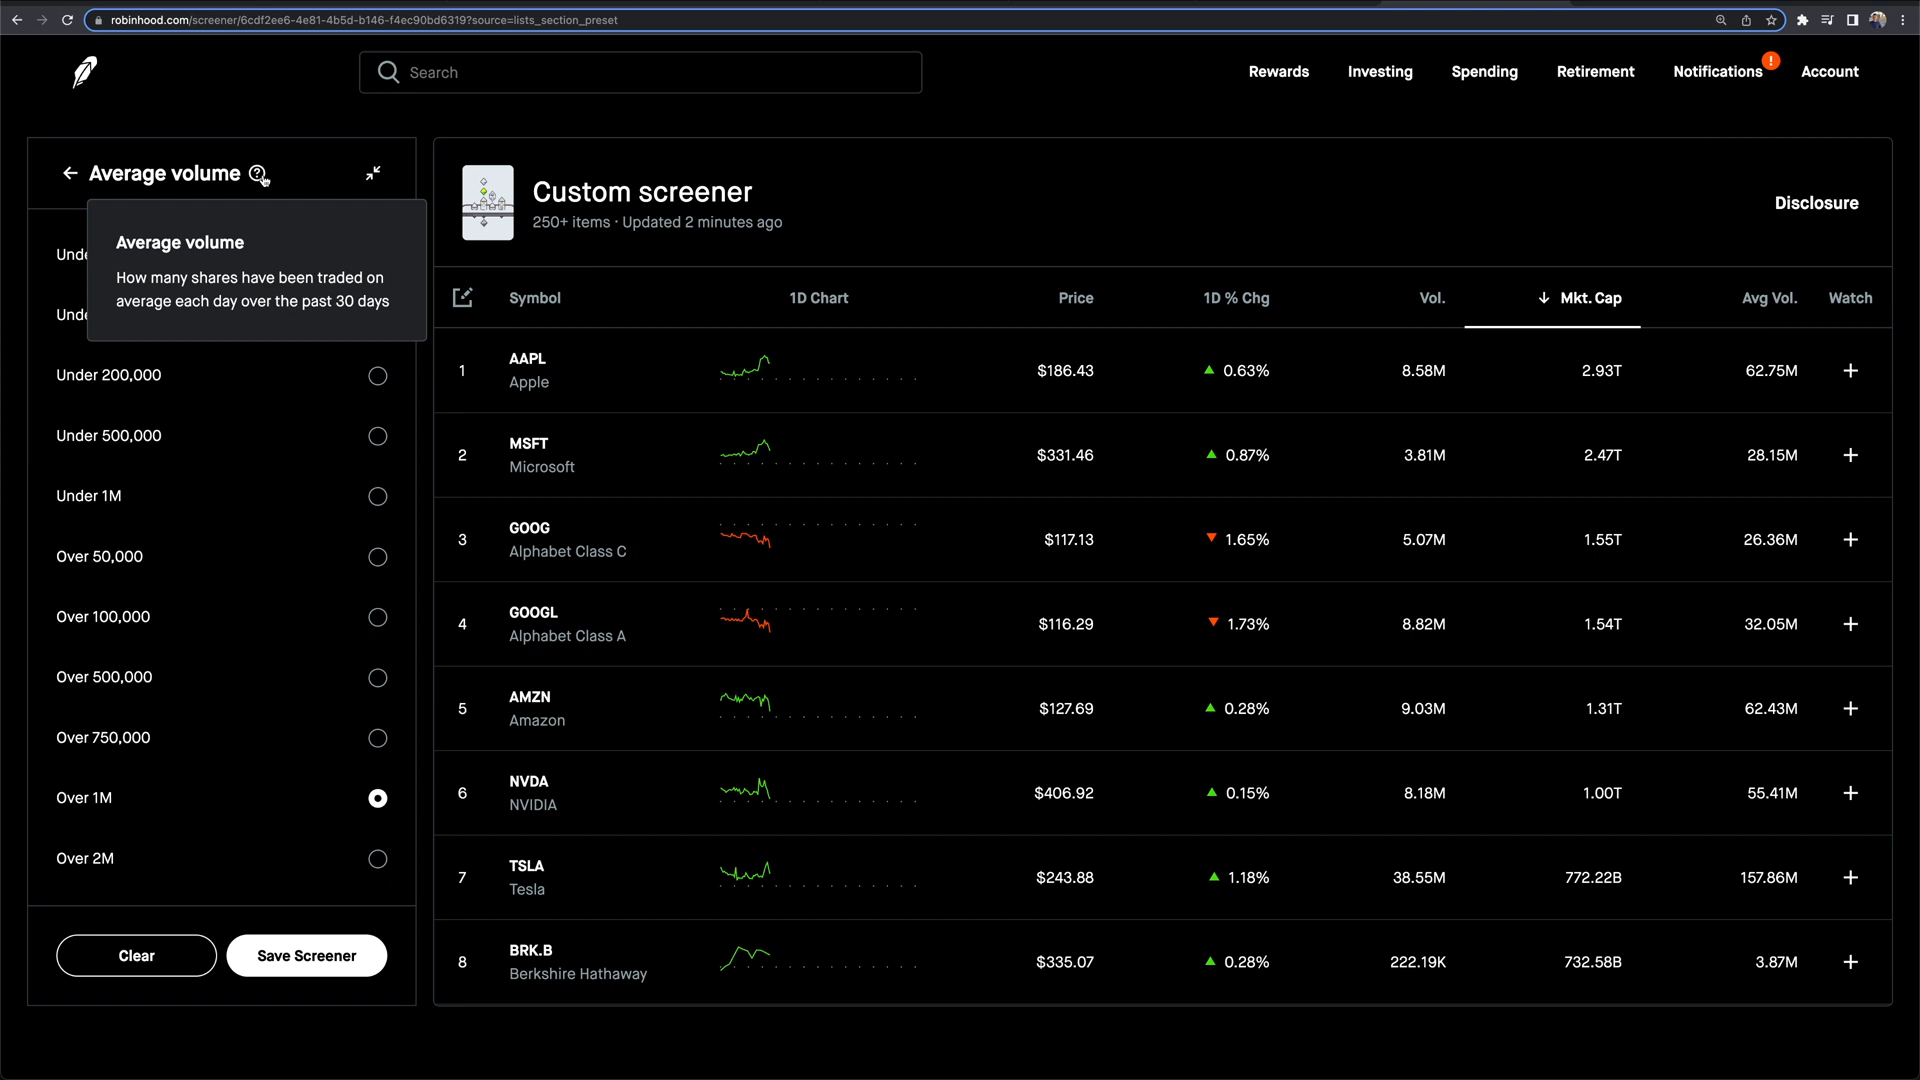 robinhood.com/screener/6cdf2ee6-4e81-4b5d-b146-f4ec90bd6319?source=lists_section_preset
Search
Rewards Investing Spending Retirement Notifications ! Account
Average volume ?
Average volume
How many shares have been traded on
average each day over the past 30 days
Unde
Unde
Under 200,000
Under 500,000
Under 1M
Over 50,000
Over 100,000
Over 500,000
Over 750,000
Over 1M
Over 2M
Clear Save Screener
Custom screener
250+ items · Updated 2 minutes ago
Disclosure
Symbol 1D Chart Price 1D % Chg Vol. Mkt. Cap Avg Vol. Watch
1 AAPL $186.43 0.63% 8.58M 2.93T 62.75M +
Apple
2 MSFT $331.46 0.87% 3.81M 2.47T 28.15M +
Microsoft
3 GOOG $117.13 1.65% 5.07M 1.55T 26.36M +
Alphabet Class C
4 GOOGL $116.29 1.73% 8.82M 1.54T 32.05M +
Alphabet Class A
5 AMZN $127.69 0.28% 9.03M 1.31T 62.43M +
Amazon
6 NVDA $406.92 0.15% 8.18M 1.00T 55.41M +
NVIDIA
7 TSLA $243.88 1.18% 38.55M 772.22B 157.86M +
Tesla
8 BRK.B $335.07 0.28% 222.19K 732.58B 3.87M +
Berkshire Hathaway